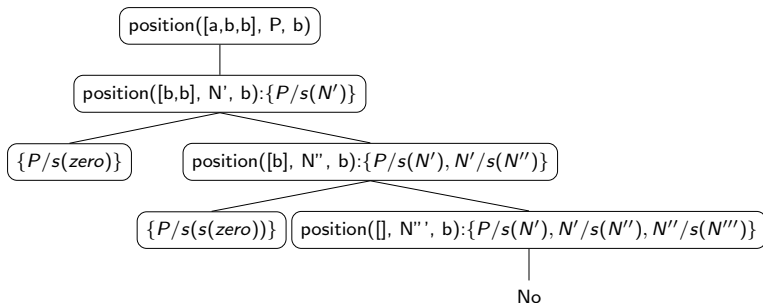 position([a,b,b], P, b)
position([b,b], N', b):{P/s(N')}
{P/s(zero)}
position([b], N", b):{P/s(N'), N'/s(N'')}
{P/s(s(zero))}
position([], N"', b):{P/s(N'), N'/s(N''), N''/s(N''')}
No